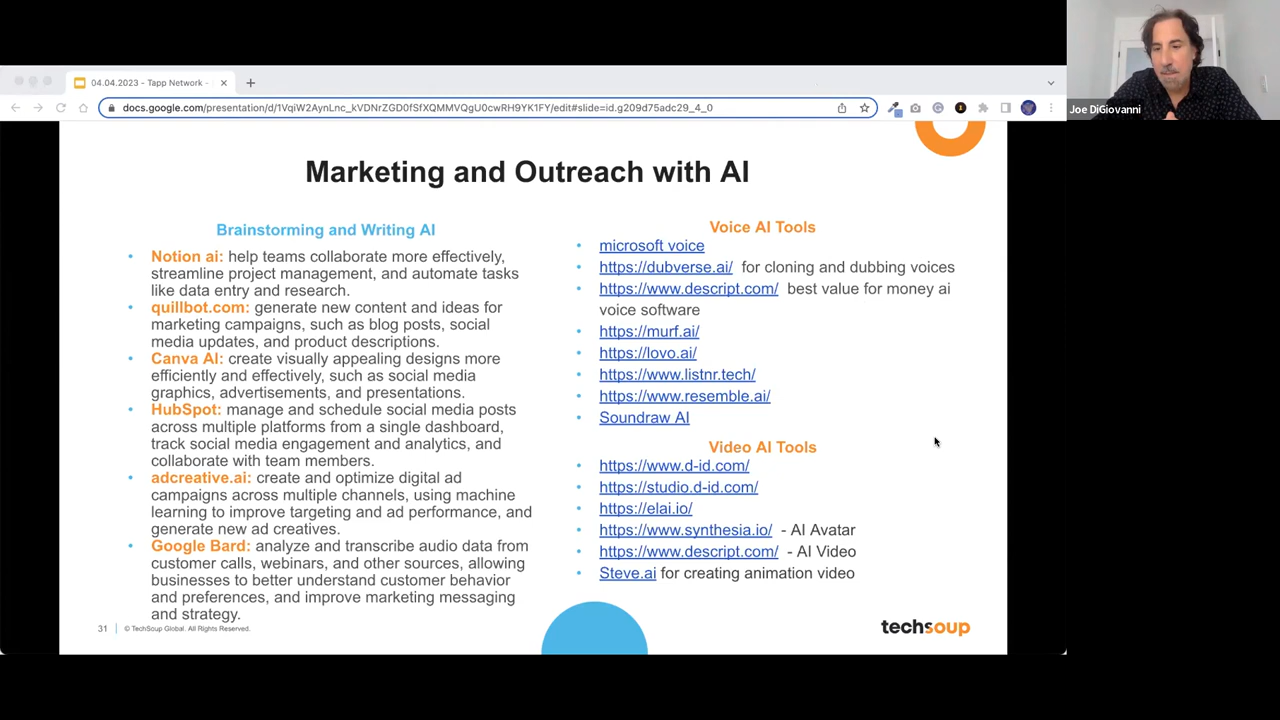 04.04.2023 - Tapp Network -
docs.google.com/presentation/d/1VqiW2AynLnc_kVDNrZGD0fSfXQMMVQgU0cwRH9YK1FY/edit#slide=id.g209d75adc29_4_0
Joe DiGiovanni
Marketing and Outreach with AI
Brainstorming and Writing AI
• Notion ai: help teams collaborate more effectively,
streamline project management, and automate tasks
like data entry and research.
• quillbot.com: generate new content and ideas for
marketing campaigns, such as blog posts, social
media updates, and product descriptions.
• Canva AI: create visually appealing designs more
efficiently and effectively, such as social media
graphics, advertisements, and presentations.
• HubSpot: manage and schedule social media posts
across multiple platforms from a single dashboard,
track social media engagement and analytics, and
collaborate with team members.
• adcreative.ai: create and optimize digital ad
campaigns across multiple channels, using machine
learning to improve targeting and ad performance, and
generate new ad creatives.
• Google Bard: analyze and transcribe audio data from
customer calls, webinars, and other sources, allowing
businesses to better understand customer behavior
and preferences, and improve marketing messaging
and strategy.
Voice AI Tools
• microsoft voice
• https://dubverse.ai/ for cloning and dubbing voices
• https://www.descript.com/ best value for money ai
voice software
• https://murf.ai/
• https://lovo.ai/
• https://www.listnr.tech/
• https://www.resemble.ai/
• Soundraw AI
Video AI Tools
• https://www.d-id.com/
• https://studio.d-id.com/
• https://elai.io/
• https://www.synthesia.io/ - AI Avatar
• https://www.descript.com/ - AI Video
• Steve.ai for creating animation video
31 | © TechSoup Global. All Rights Reserved.
techsoup